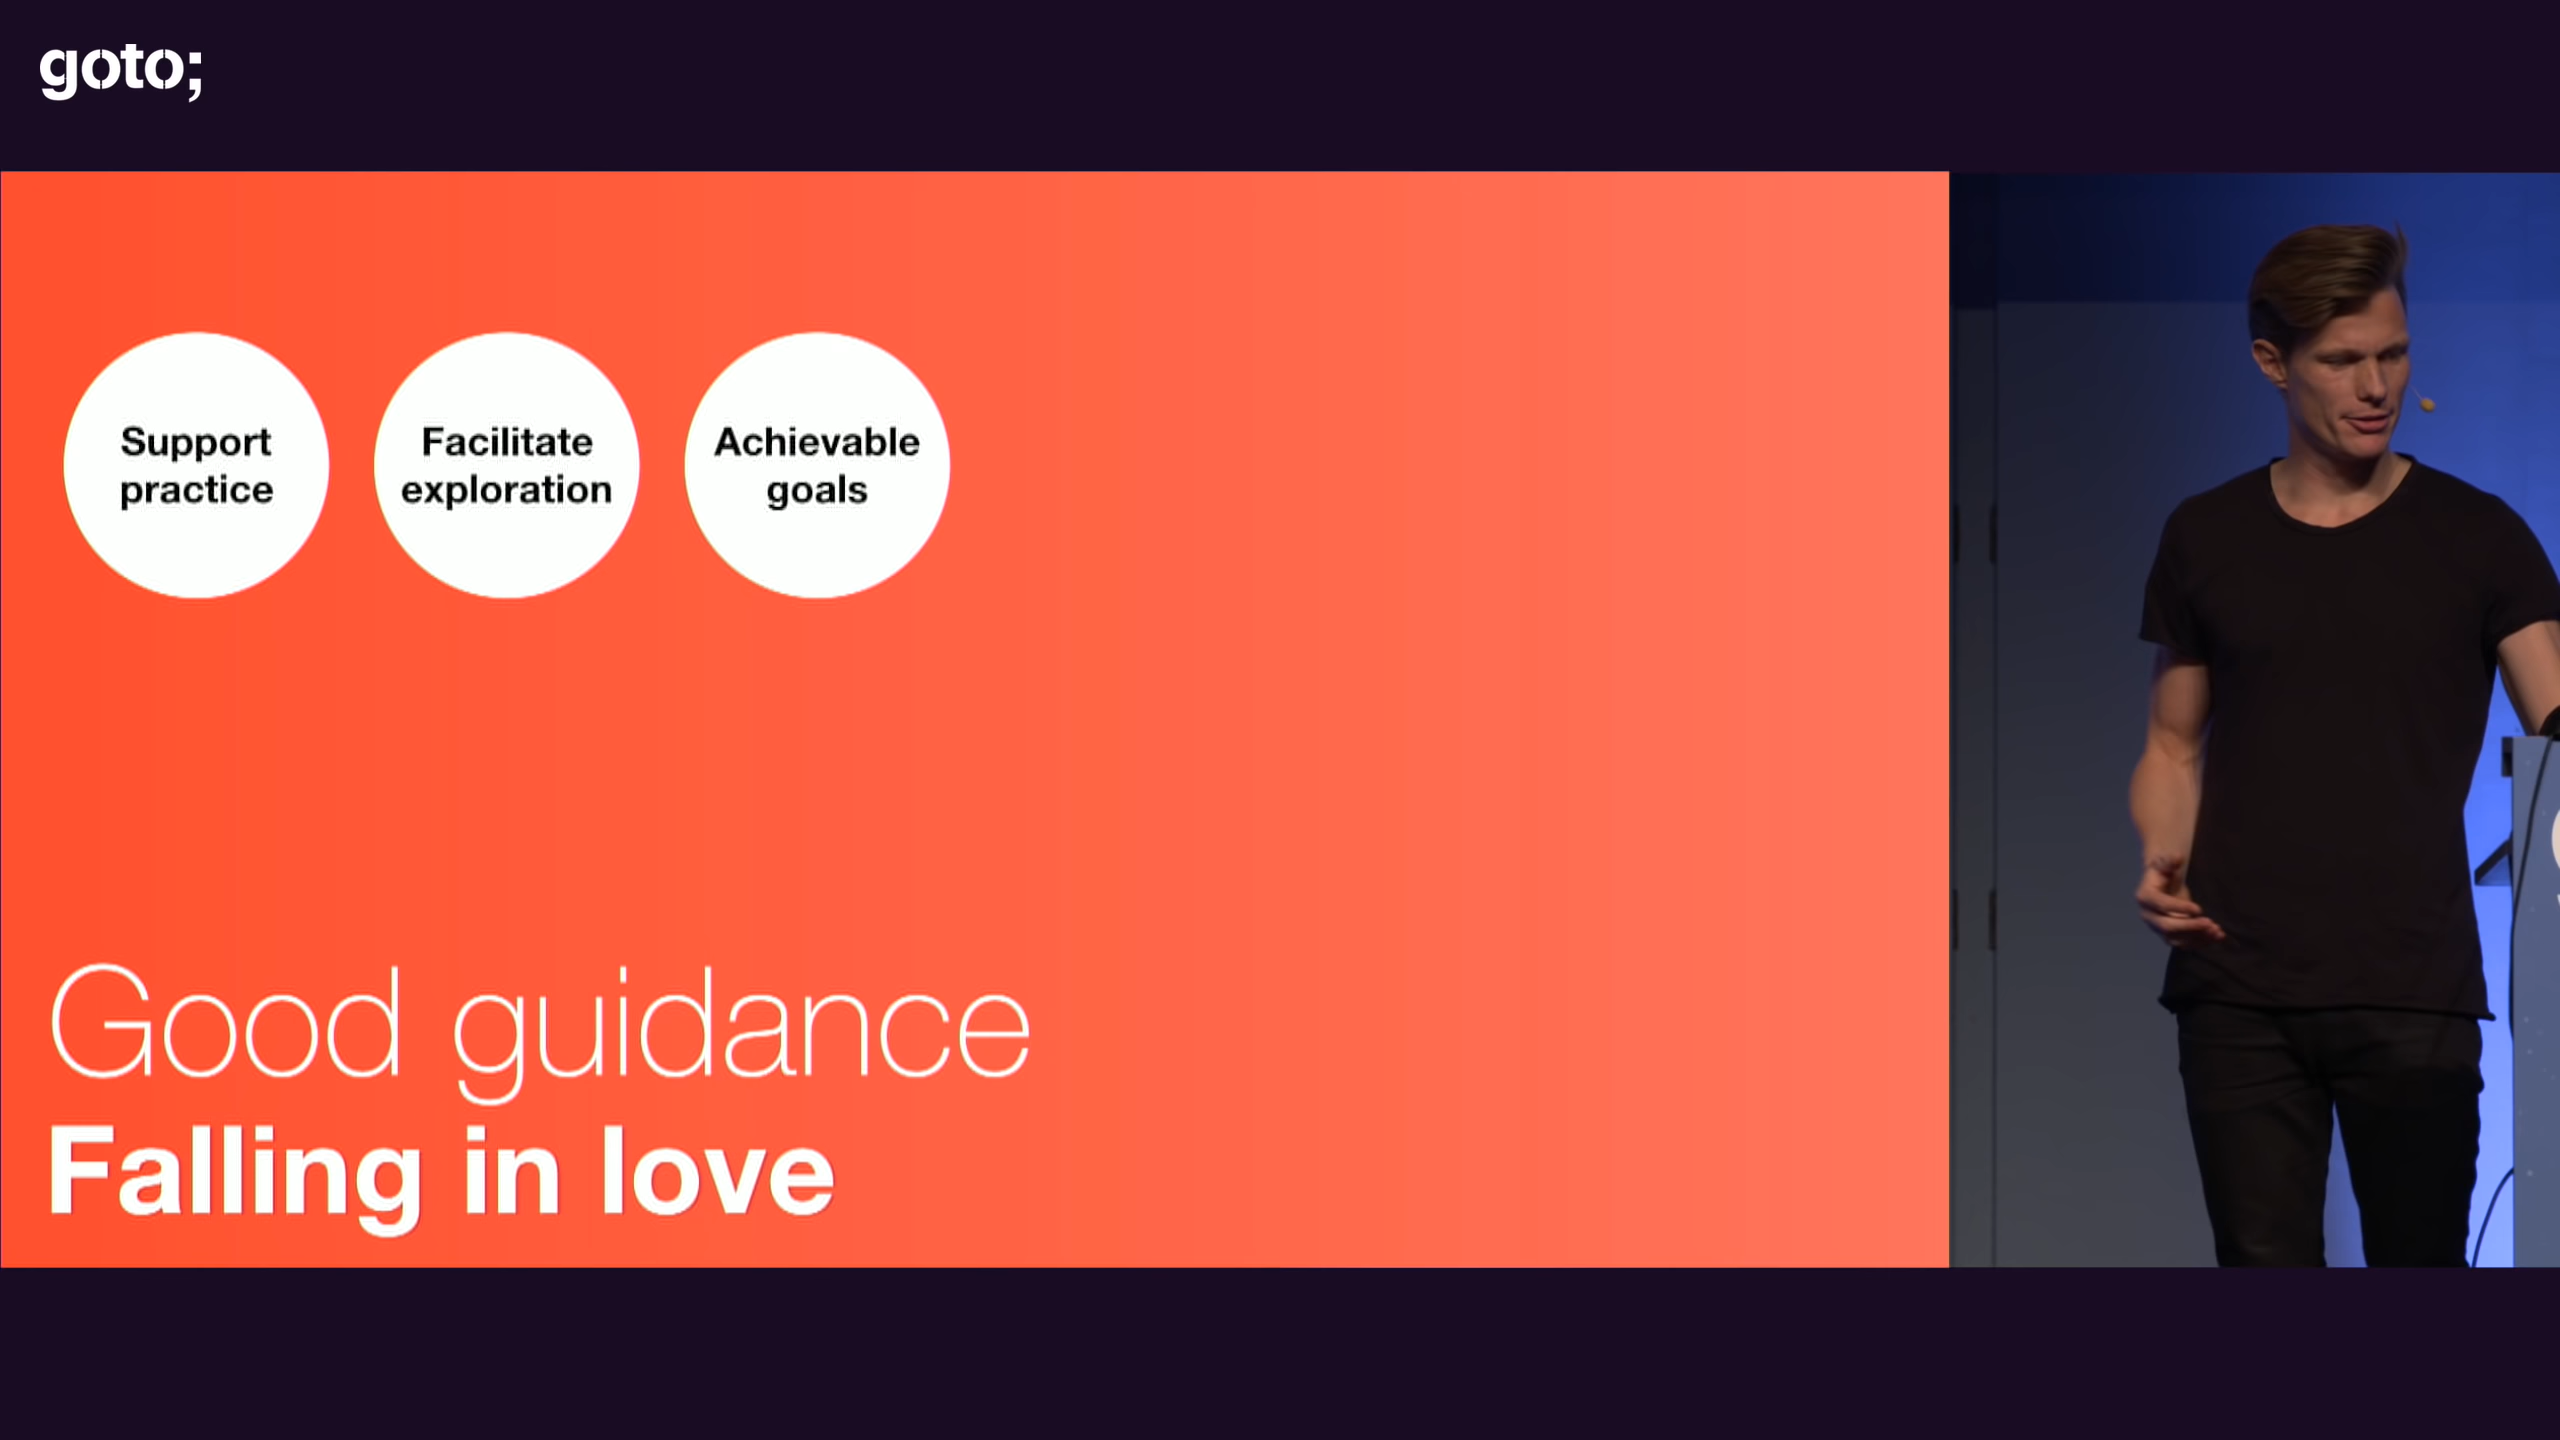 goto;
Support
practice
Facilitate
exploration
Achievable
goals
Good guidance
Falling in love